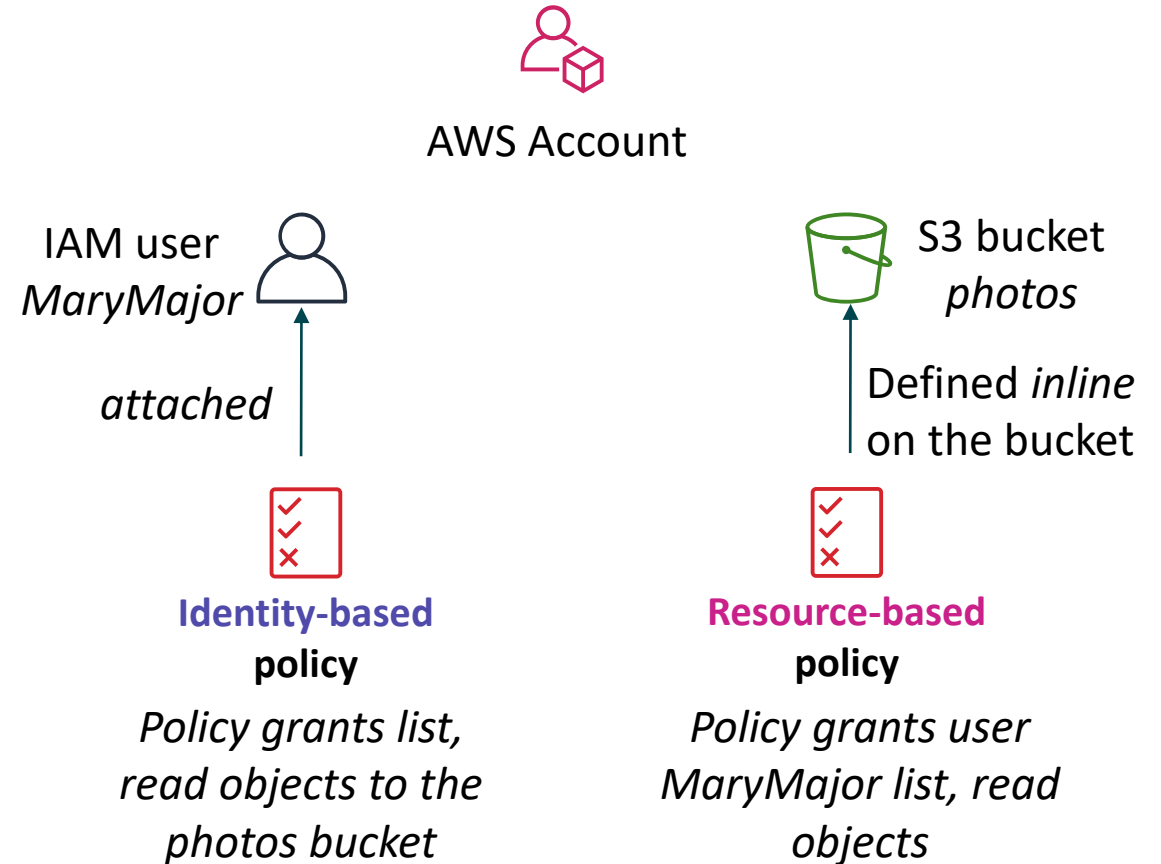 AWS Account
IAM user
MaryMajor
attached
S3 bucket
photos
Defined inline
on the bucket
Identity-based
policy
Policy grants list,
read objects to the
photos bucket
Resource-based
policy
Policy grants user
MaryMajor list, read
objects